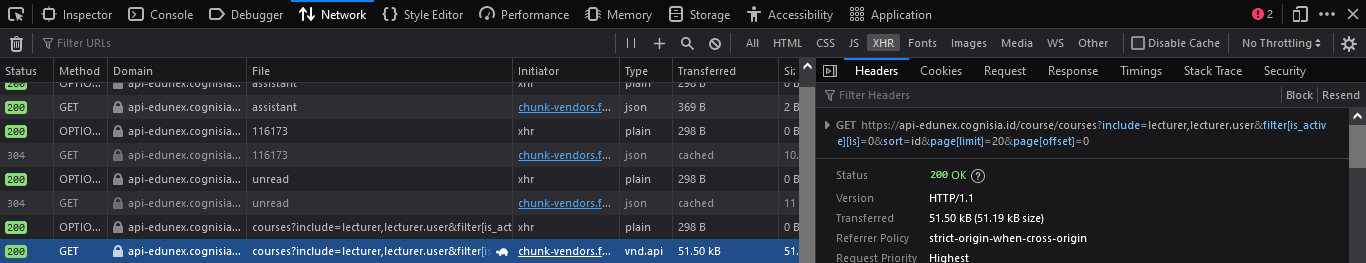 Inspector Console Debugger Network Style Editor Performance Memory Storage Accessibility Application 2
Filter URLs All HTML CSS JS XHR Fonts Images Media WS Other Disable Cache No Throttling
Status Method Domain File Initiator Type Transferred Siz
200 OPTIO... api-edunex.cognisia... assistant xhr plain 298 B 0 B
200 GET api-edunex.cognisia... assistant chunk-vendors.f... json 369 B 2 B
200 OPTIO... api-edunex.cognisia... 116173 xhr plain 298 B 0 B
304 GET api-edunex.cognisia... 116173 chunk-vendors.f... json cached 10.
200 OPTIO... api-edunex.cognisia... unread xhr plain 298 B 0 B
304 GET api-edunex.cognisia... unread chunk-vendors.f... json cached 11
200 OPTIO... api-edunex.cognisia... courses?include=lecturer,lecturer.user&filter[is_act xhr plain 298 B 0 B
200 GET api-edunex.cognisia... courses?include=lecturer,lecturer.user&filter[is chunk-vendors.f... vnd.api 51.50 kB 51.
Headers Cookies Request Response Timings Stack Trace Security
Filter Headers Block Resend
GET https://api-edunex.cognisia.id/course/courses?include=lecturer,lecturer.user&filter[is_activ
e][is]=0&sort=id&page[limit]=20&page[offset]=0
Status 200 OK
Version HTTP/1.1
Transferred 51.50 kB (51.19 kB size)
Referrer Policy strict-origin-when-cross-origin
Request Priority Highest